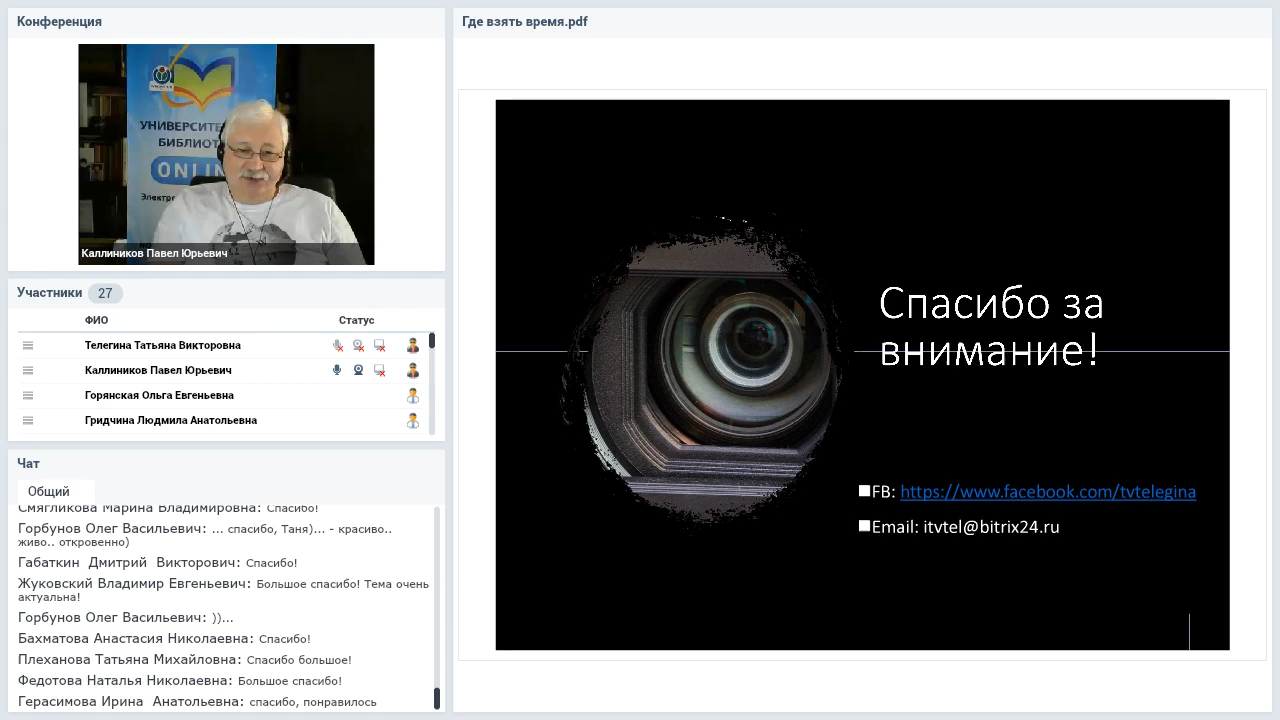 Конференция
УНИВЕРСИТЕ
БИБЛИОТ
ONLIN
Электро
Каллиников Павел Юрьевич
Участники 27
ФИО Статус
Телегина Татьяна Викторовна
Каллиников Павел Юрьевич
Горянская Ольга Евгеньевна
Гридчина Людмила Анатольевна
Чат
Общий
Смягликова Марина Владимировна: Спасибо!
Горбунов Олег Васильевич: ... спасибо, Таня)... - красиво..
живо.. откровенно)
Габаткин Дмитрий Викторович: Спасибо!
Жуковский Владимир Евгеньевич: Большое спасибо! Тема очень
актуальна!
Горбунов Олег Васильевич: ))...
Бахматова Анастасия Николаевна: Спасибо!
Плеханова Татьяна Михайловна: Спасибо большое!
Федотова Наталья Николаевна: Большое спасибо!
Герасимова Ирина Анатольевна: спасибо, понравилось
Где взять время.pdf
Спасибо за
внимание!
FB: https://www.facebook.com/tvtelegina
Email: itvtel@bitrix24.ru